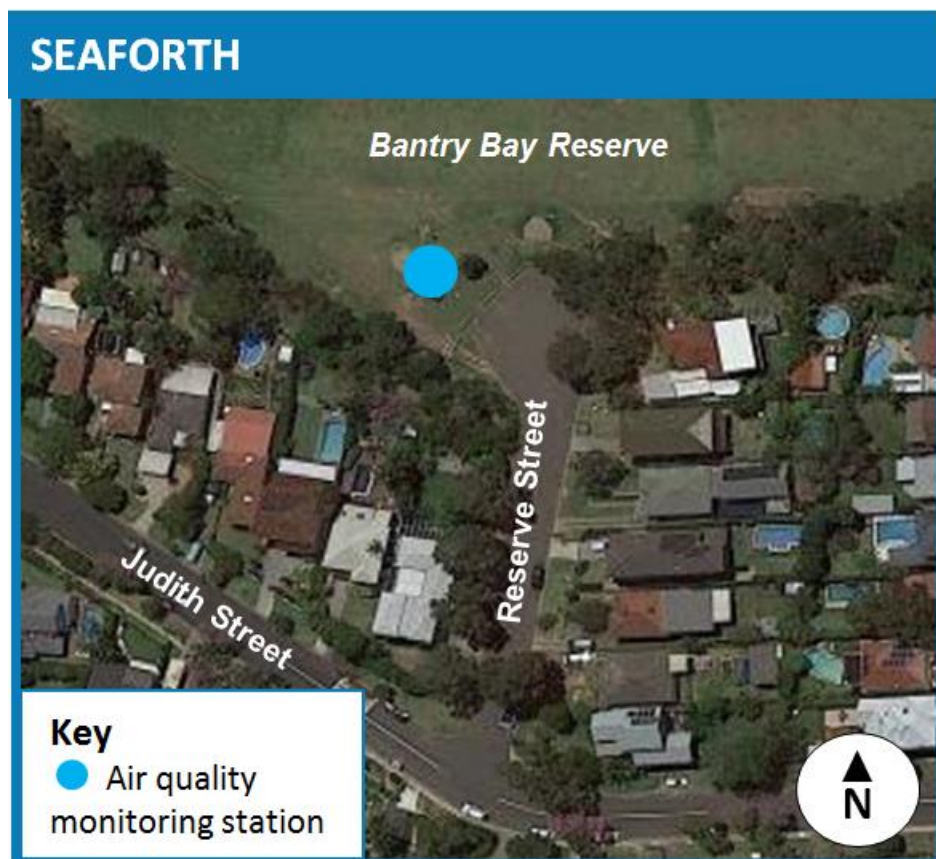 SEAFORTH
Bantry Bay Reserve
Reserve Street
Judith Street
Key
Air quality
monitoring station
N